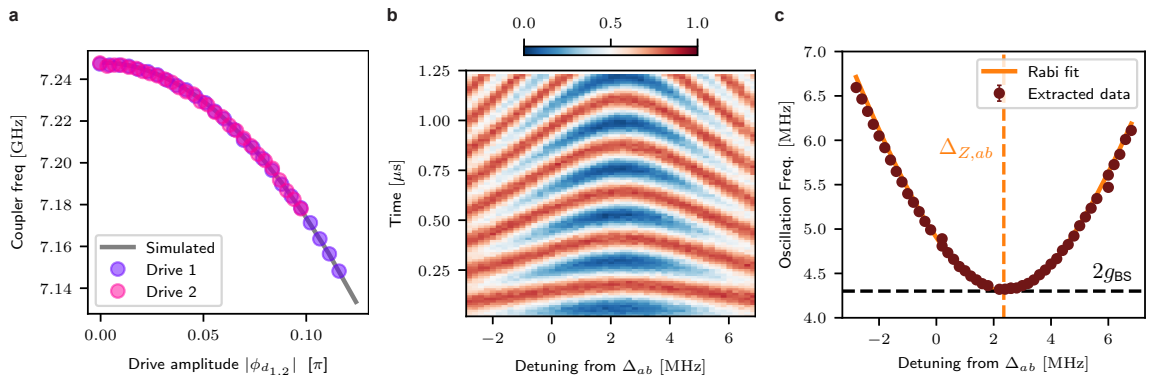 a
Coupler freq [GHz]
7.24
7.22
7.20
7.18
7.16
7.14
Simulated
Drive 1
Drive 2
0.00
0.05
0.10
Drive amplitude |ϕ_{d_{1,2}}| [π]
b
0.0
0.5
1.0
Time [μs]
1.25
1.00
0.75
0.50
0.25
−2
0
2
4
6
Detuning from Δ_{ab} [MHz]
c
Oscillation Freq. [MHz]
7.0
6.5
6.0
5.5
5.0
4.5
4.0
Rabi fit
Extracted data
Δ_{Z,ab}
2g_{BS}
−2
0
2
4
6
Detuning from Δ_{ab} [MHz]